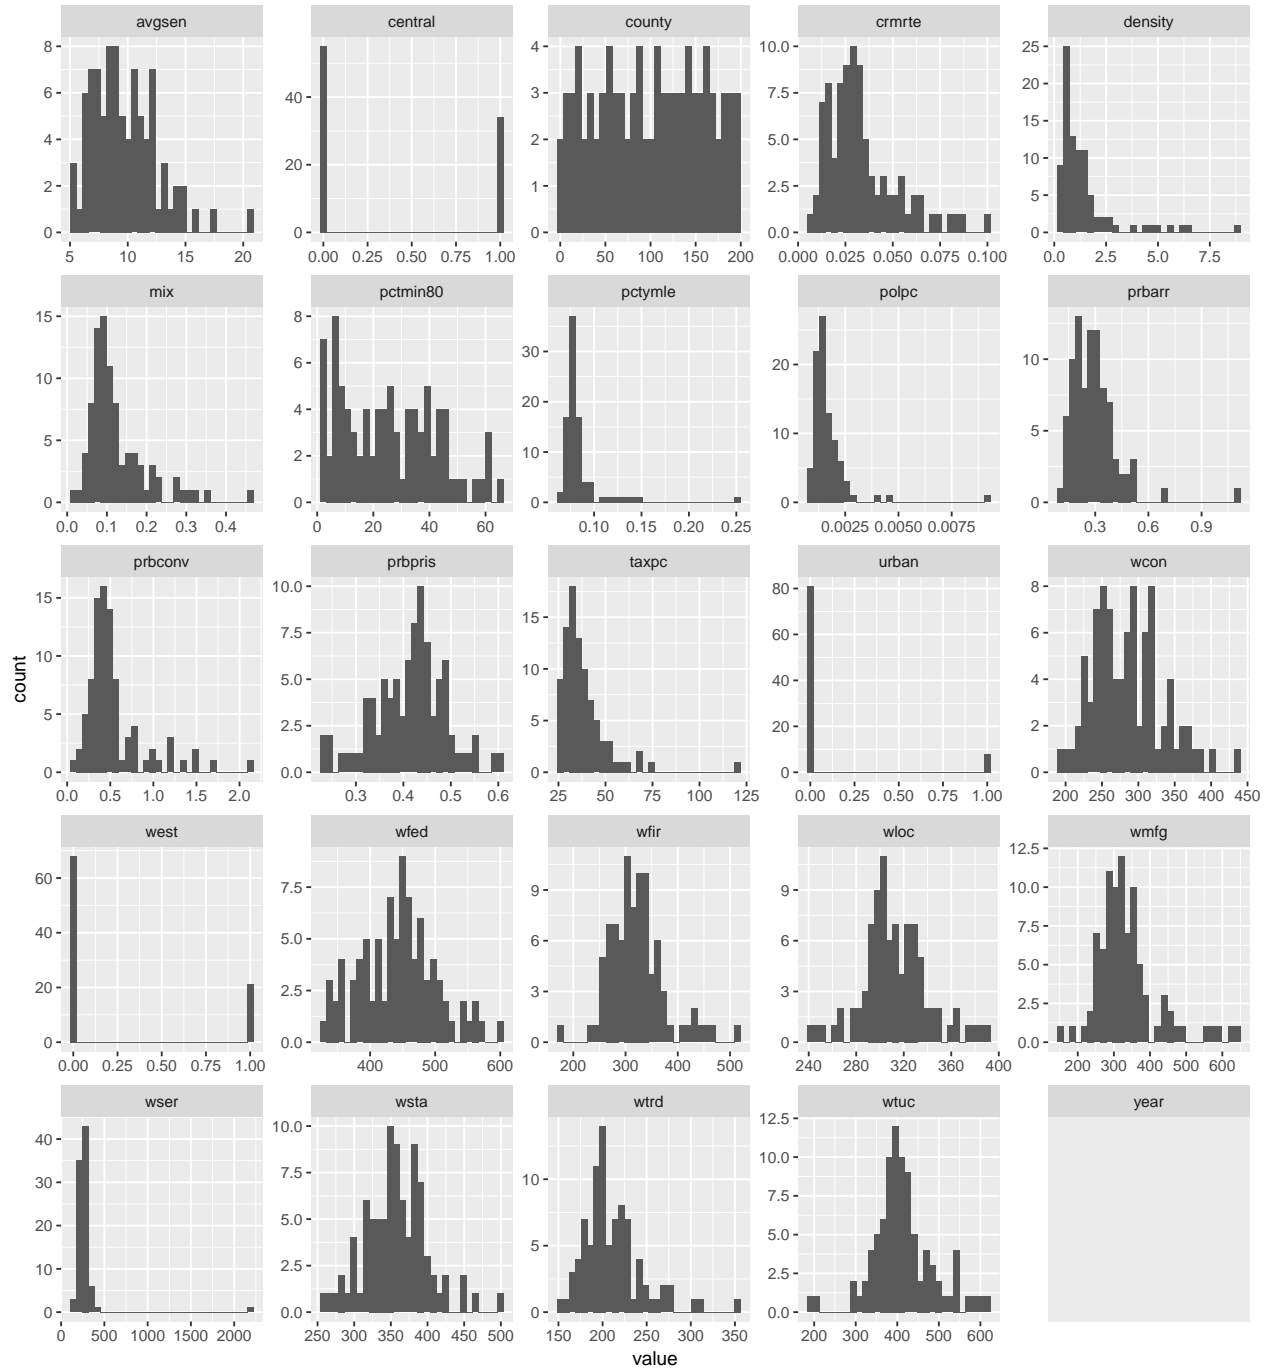 avgsen central county crmrte density
8 6 4 2 0
40 20 0
4 3 2 1 0
10.0 7.5 5.0 2.5 0.0
25 20 15 10 5 0
5 10 15 20
0.00 0.25 0.50 0.75 1.00
0 50 100 150 200
0.00 0.025 0.050 0.075 0.100
0.0 2.5 5.0 7.5
mix pctmin80 pctymle polpc prbarr
15 10 5 0
8 6 4 2 0
30 20 10 0
20 10 0
10 5 0
0.0 0.1 0.2 0.3 0.4
0 20 40 60
0.10 0.15 0.20 0.25
0.0025 0.0050 0.0075
0.3 0.6 0.9
prbconv prbpris taxpc urban wcon
15 10 5 0
10.0 7.5 5.0 2.5 0.0
15 10 5 0
80 60 40 20 0
8 6 4 2 0
0.0 0.5 1.0 1.5 2.0
0.3 0.4 0.5 0.6
25 50 75 100 125
0.00 0.25 0.50 0.75 1.00
200 250 300 350 400 450
count
west wfed wfir wloc wmfg
60 40 20 0
7.5 5.0 2.5 0.0
9 6 3 0
9 6 3 0
12.5 10.0 7.5 5.0 2.5 0.0
0.00 0.25 0.50 0.75 1.00
400 500 600
200 300 400 500
240 280 320 360 400
200 300 400 500 600
wser wsta wtrd wtuc year
40 30 20 10 0
10.0 7.5 5.0 2.5 0.0
10 5 0
12.5 10.0 7.5 5.0 2.5 0.0
0 500 1000 1500 2000
250 300 350 400 450 500
150 200 250 300 350
200 300 400 500 600
value